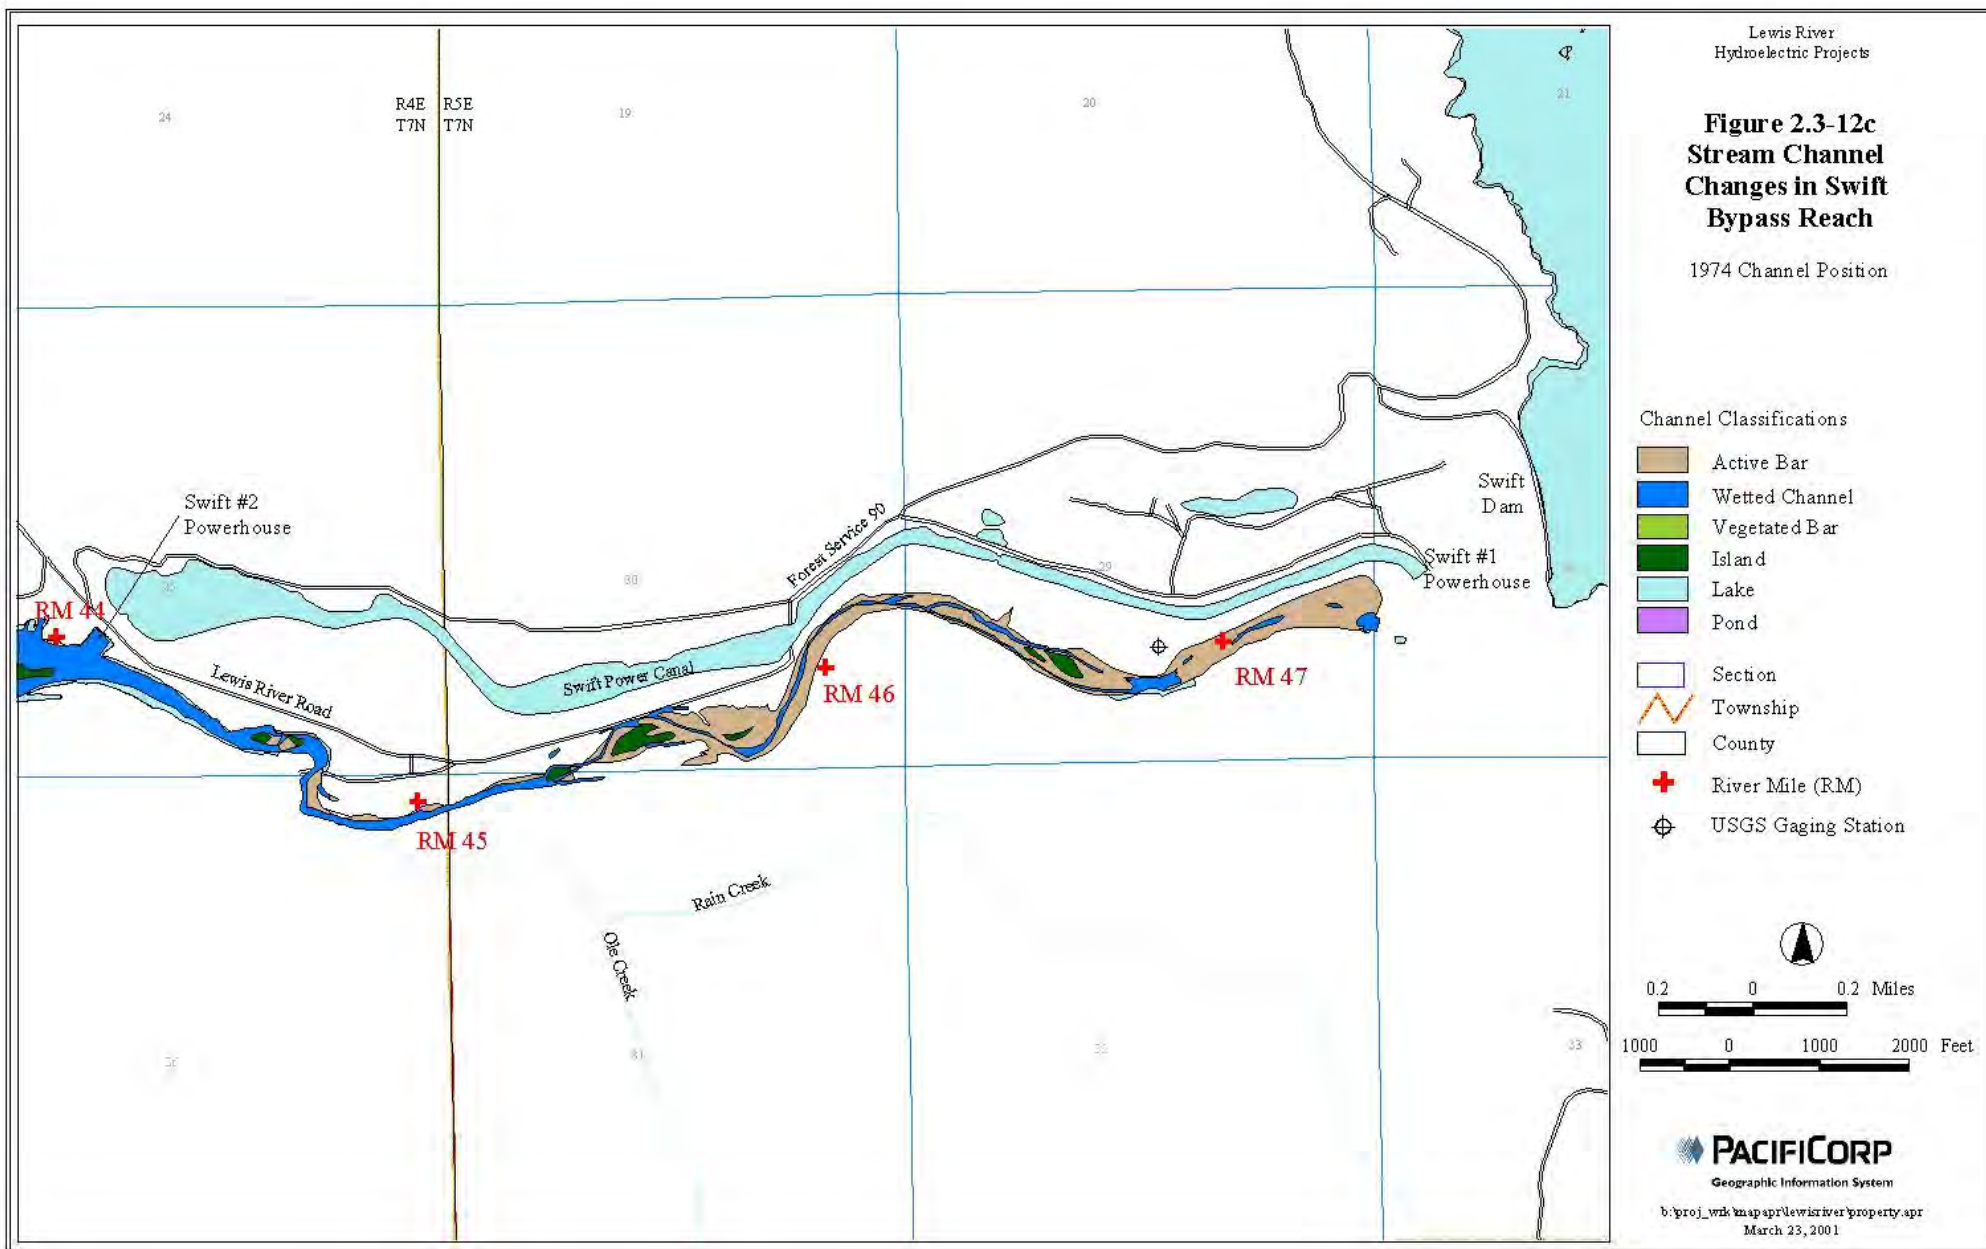 Lewis River
Hydroelectric Projects
Figure 2.3-12c
Stream Channel
Changes in Swift
Bypass Reach
1974 Channel Position
24
R4E R5E
T7N T7N
19
20
21
Swift #2
Powerhouse
Forest Service 90
Swift
Dam
Swift #1
Powerhouse
30
29
RM 44
Lewis River Road
Swift Power Canal
RM 46
RM 47
RM 45
Rain Creek
Ole Creek
31
33
Channel Classifications
Active Bar
Wetted Channel
Vegetated Bar
Island
Lake
Pond
Section
Township
County
River Mile (RM)
USGS Gaging Station
0.2 0 0.2 Miles
1000 0 1000 2000 Feet
PACIFICORP
Geographic Information System
b:\proj_wrk\mapapr\lewisriver\property.apr
March 23, 2001